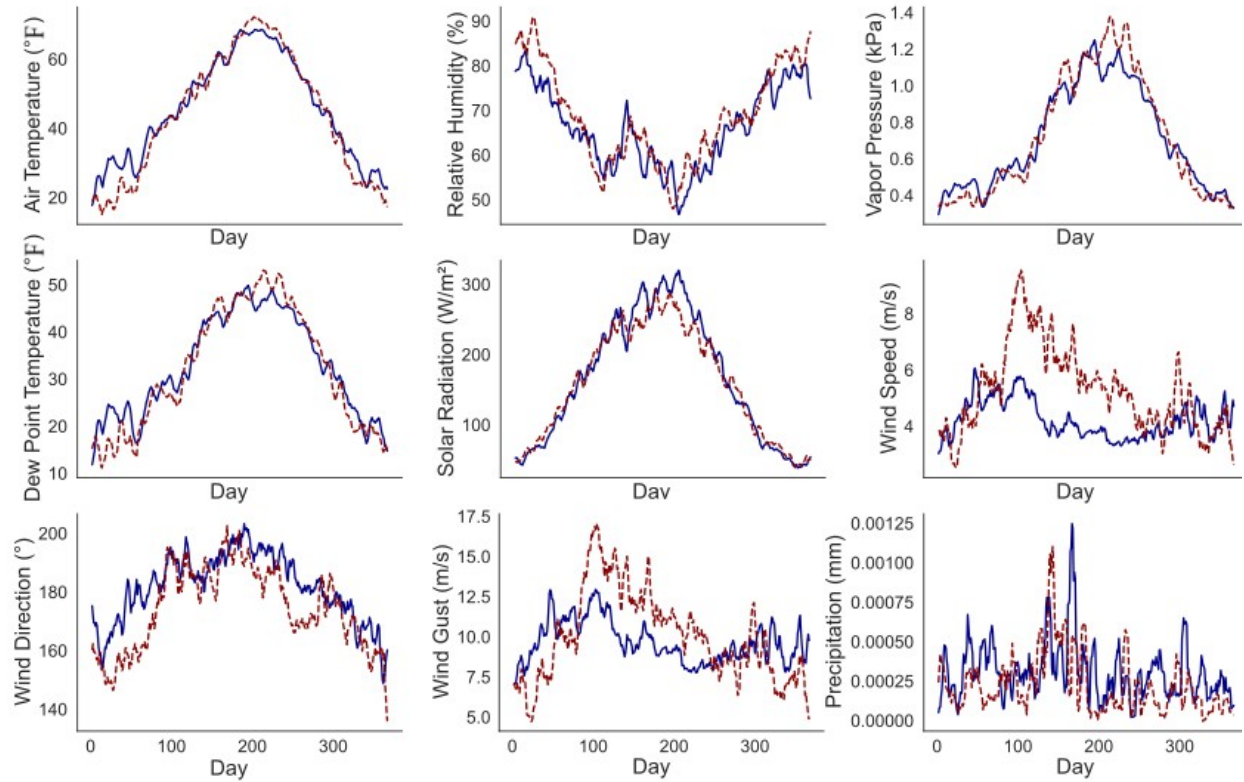 Air Temperature (°F)
60
40
20
Day
Relative Humidity (%)
90
80
70
60
50
Day
Vapor Pressure (kPa)
1.4
1.2
1.0
0.8
0.6
0.4
Day
Dew Point Temperature (°F)
50
40
30
20
10
Day
Solar Radiation (W/m²)
300
200
100
Day
Wind Speed (m/s)
8
6
4
Day
Wind Direction (°)
200
180
160
140
0 100 200 300
Day
Wind Gust (m/s)
17.5
15.0
12.5
10.0
7.5
5.0
0 100 200 300
Day
Precipitation (mm)
0.00125
0.00100
0.00075
0.00050
0.00025
0.00000
0 100 200 300
Day